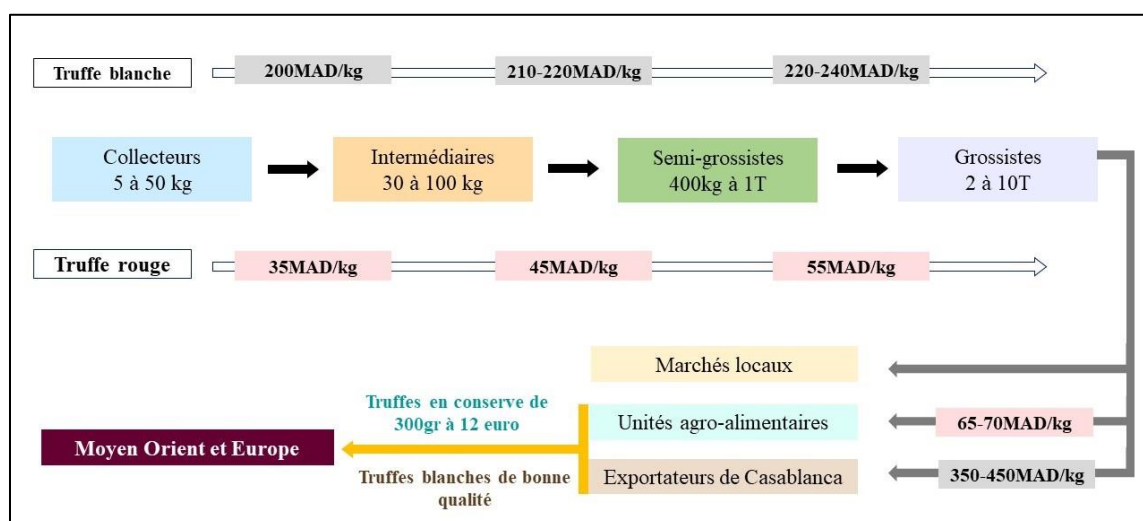 Truffe blanche
200MAD/kg
210-220MAD/kg
220-240MAD/kg
Collecteurs
5 à 50 kg
Intermédiaires
30 à 100 kg
Semi-grossistes
400kg à 1T
Grossistes
2 à 10T
Truffe rouge
35MAD/kg
45MAD/kg
55MAD/kg
Marchés locaux
Truffes en conserve de
300gr à 12 euro
Unités agro-alimentaires
65-70MAD/kg
Moyen Orient et Europe
Truffes blanches de bonne
qualité
Exportateurs de Casablanca
350-450MAD/kg